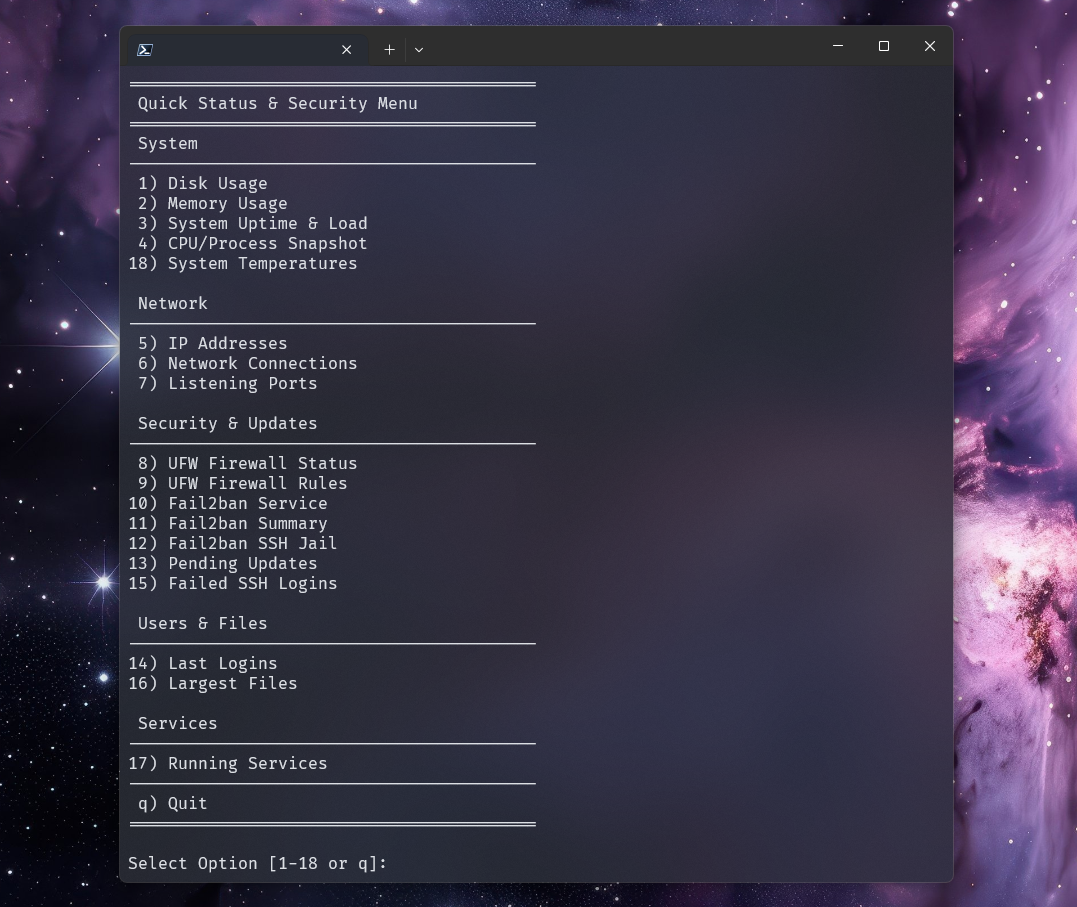 Quick Status & Security Menu
System
1) Disk Usage
2) Memory Usage
3) System Uptime & Load
4) CPU/Process Snapshot
18) System Temperatures
Network
5) IP Addresses
6) Network Connections
7) Listening Ports
Security & Updates
8) UFW Firewall Status
9) UFW Firewall Rules
10) Fail2ban Service
11) Fail2ban Summary
12) Fail2ban SSH Jail
13) Pending Updates
15) Failed SSH Logins
Users & Files
14) Last Logins
16) Largest Files
Services
17) Running Services
q) Quit
Select Option [1-18 or q]: